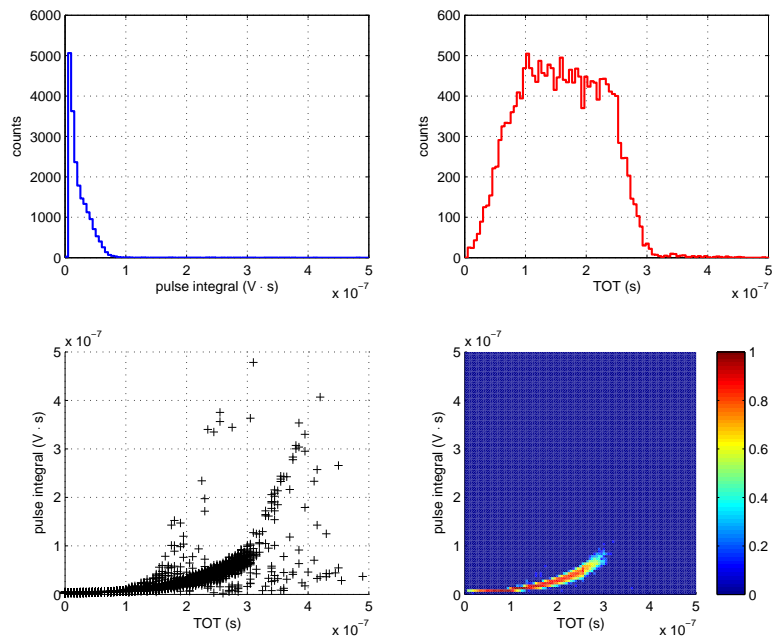 6000
5000
4000
3000
2000
1000
0
counts
0 1 2 3 4 5
pulse integral (V · s)
x 10⁻⁷
600
500
400
300
200
100
0
counts
0 1 2 3 4 5
TOT (s)
x 10⁻⁷
x 10⁻⁷
5
4
3
2
1
0
pulse integral (V · s)
0 1 2 3 4 5
TOT (s)
x 10⁻⁷
x 10⁻⁷
5
4
3
2
1
0
pulse integral (V · s)
0 1 2 3 4 5
TOT (s)
x 10⁻⁷
1
0.8
0.6
0.4
0.2
0